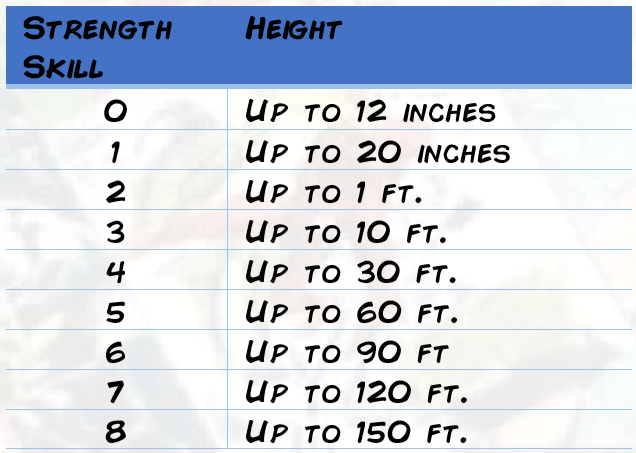 Strength Height
Skill
0 Up to 12 inches
1 Up to 20 inches
2 Up to 1 ft.
3 Up to 10 ft.
4 Up to 30 ft.
5 Up to 60 ft.
6 Up to 90 ft
7 Up to 120 ft.
8 Up to 150 ft.